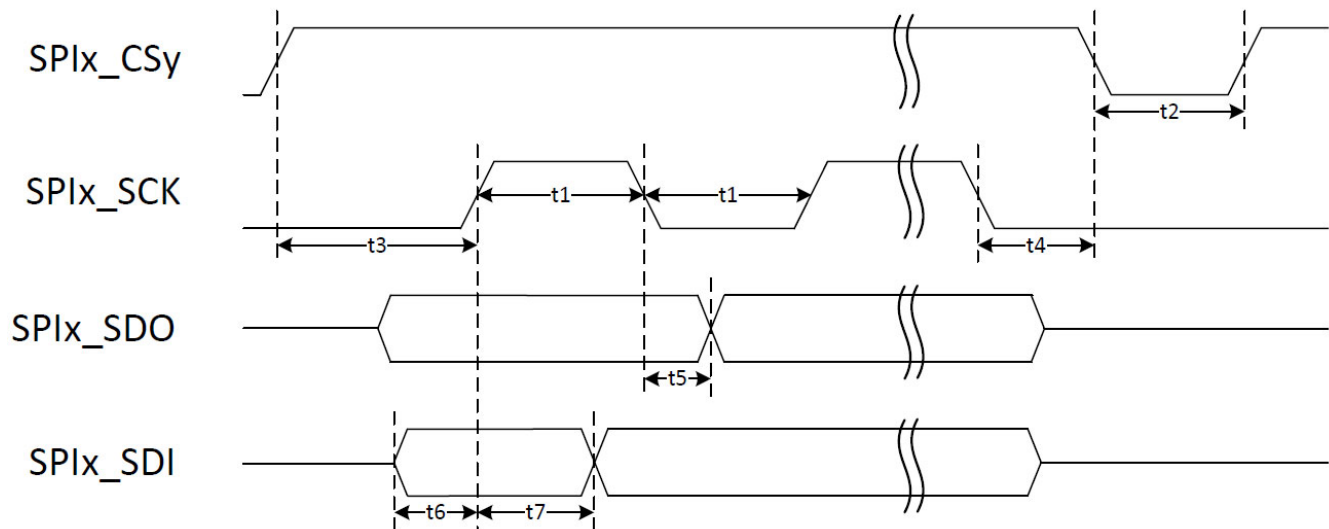 SPIx_CSy
t2
SPIx_SCK
t1
t1
t3
t4
SPIx_SDO
t5
SPIx_SDI
t6
t7